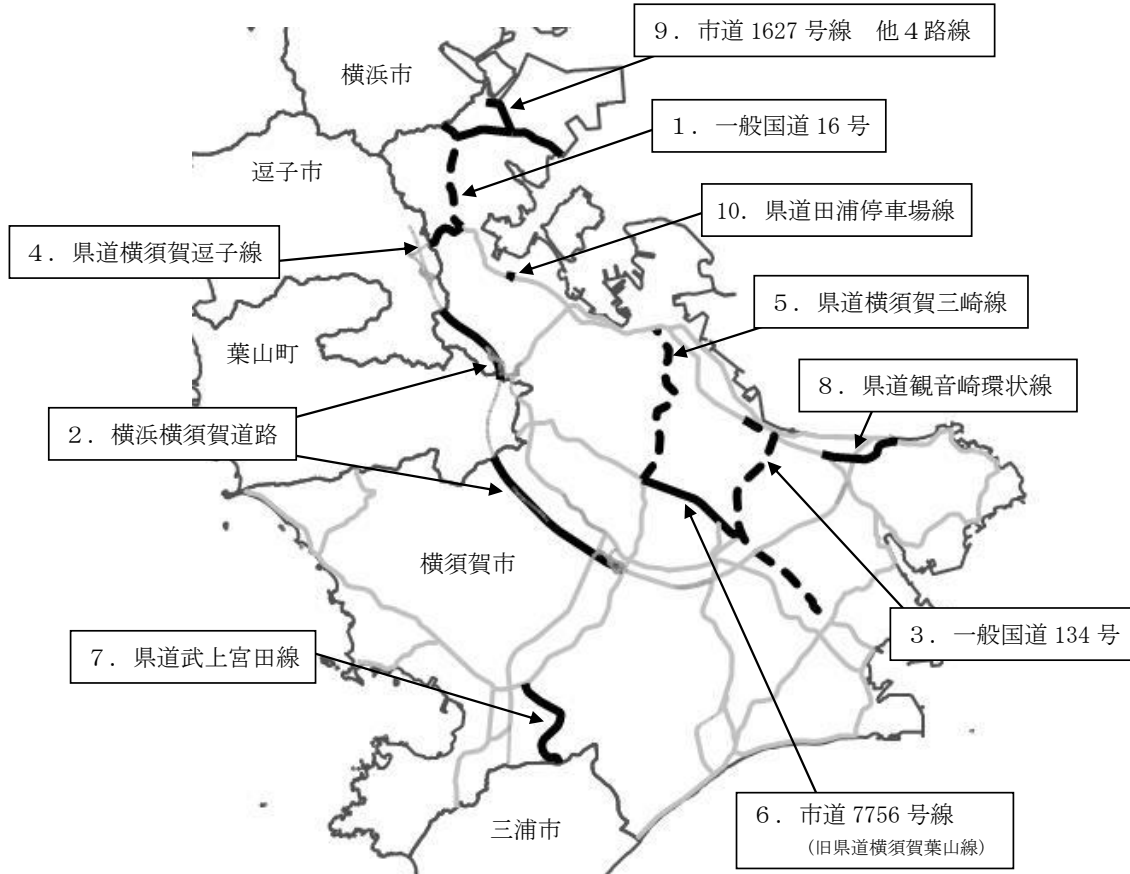 ９．市道 1627 号線　他４路線
横浜市
１．一般国道 16 号
逗子市
10．県道田浦停車場線
４．県道横須賀逗子線
５．県道横須賀三崎線
葉山町
８．県道観音崎環状線
２．横浜横須賀道路
横須賀市
３．一般国道 134 号
７．県道武上宮田線
６．市道 7756 号線
(旧県道横須賀葉山線)
三浦市